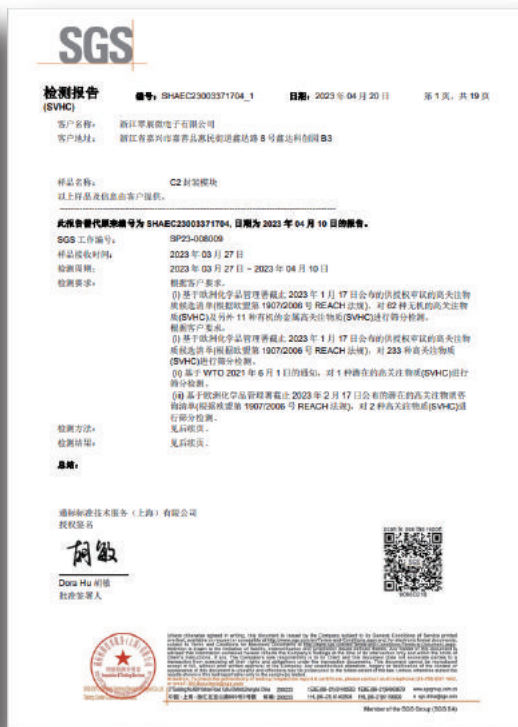 SGS
检测报告 编号: SHAEC23003371704_1 日期: 2023 年 04 月 20 日 第 1 页, 共 19 页
(SVHC)
客户名称: 浙江翠展微电子有限公司
客户地址: 浙江省嘉兴市嘉善县惠民街道鑫达路 8 号鑫达科创园 B3
样品名称: C2 封装模块
以上样品及信息由客户提供。
此报告替代原来编号为 SHAEC23003371704, 日期为 2023 年 04 月 10 日的报告。
SGS 工作编号: SP23-008009
样品接收时间: 2023 年 03 月 27 日
检测周期: 2023 年 03 月 27 日 ~ 2023 年 04 月 10 日
检测要求: 根据客户要求,
(i) 基于欧洲化学品管理署截止 2023 年 1 月 17 日公布的供授权审议的高关注物
质候选清单(根据欧盟第 1907/2006 号 REACH 法规), 对 62 种无机的高关注物
质(SVHC)及另外 11 种有机的金属高关注物质(SVHC)进行筛分检测。
根据客户要求,
(i) 基于欧洲化学品管理署截止 2023 年 1 月 17 日公布的供授权审议的高关注物
质候选清单(根据欧盟第 1907/2006 号 REACH 法规), 对 233 种高关注物质
(SVHC)进行筛分检测。
(ii) 基于 WTO 2021 年 6 月 1 日的通知, 对 1 种潜在的高关注物质(SVHC)进行
筛分检测。
(iii) 基于欧洲化学品管理署截止 2023 年 2 月 17 日公布的潜在的高关注物质咨
询清单(根据欧盟第 1907/2006 号 REACH 法规), 对 2 种高关注物质(SVHC)进
行筛分检测。
检测方法: 见后续页。
检测结果: 见后续页。
总结:
通标标准技术服务（上海）有限公司
授权签名
胡敏
scan to see the report
Dora Hu 胡敏
批准签署人
Member of the SGS Group (SGS SA)